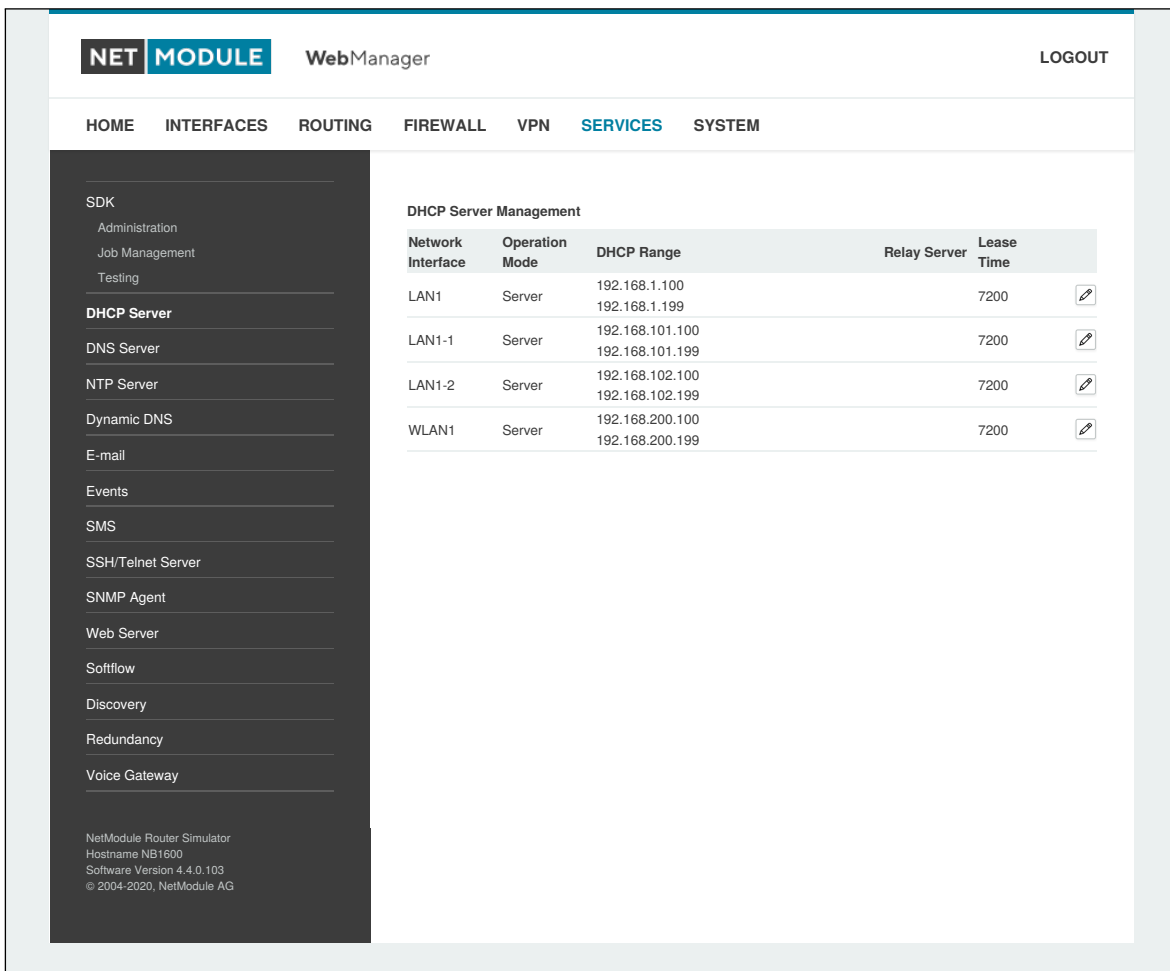 NET MODULE WebManager LOGOUT
HOME INTERFACES ROUTING FIREWALL VPN SERVICES SYSTEM
SDK
Administration
Job Management
Testing
DHCP Server
DNS Server
NTP Server
Dynamic DNS
E-mail
Events
SMS
SSH/Telnet Server
SNMP Agent
Web Server
Softflow
Discovery
Redundancy
Voice Gateway
NetModule Router Simulator
Hostname NB1600
Software Version 4.4.0.103
© 2004-2020, NetModule AG
DHCP Server Management
Network Interface Operation Mode DHCP Range Relay Server Lease Time
LAN1 Server 192.168.1.100 7200
192.168.1.199
LAN1-1 Server 192.168.101.100 7200
192.168.101.199
LAN1-2 Server 192.168.102.100 7200
192.168.102.199
WLAN1 Server 192.168.200.100 7200
192.168.200.199